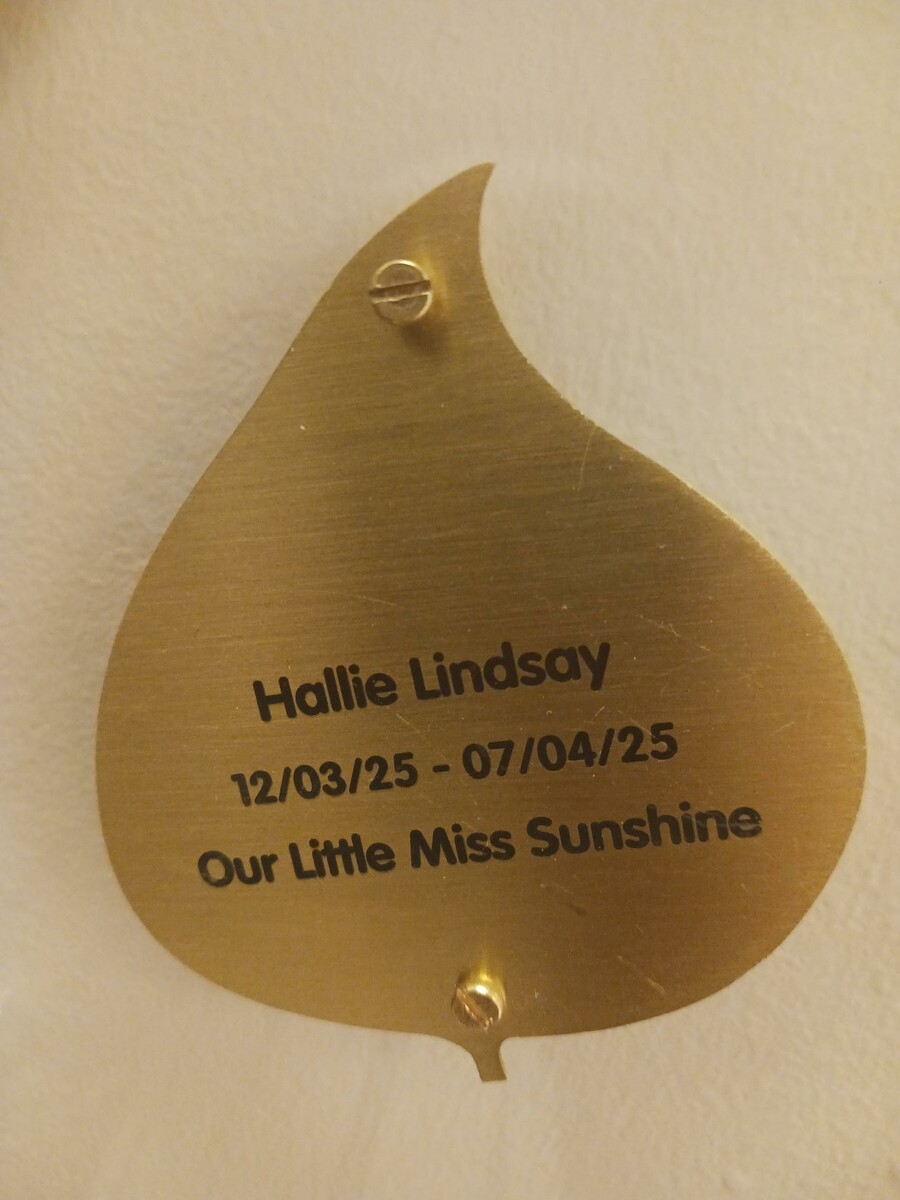 Hallie Lindsay
12/03/25 - 07/04/25
Our Little Miss Sunshine